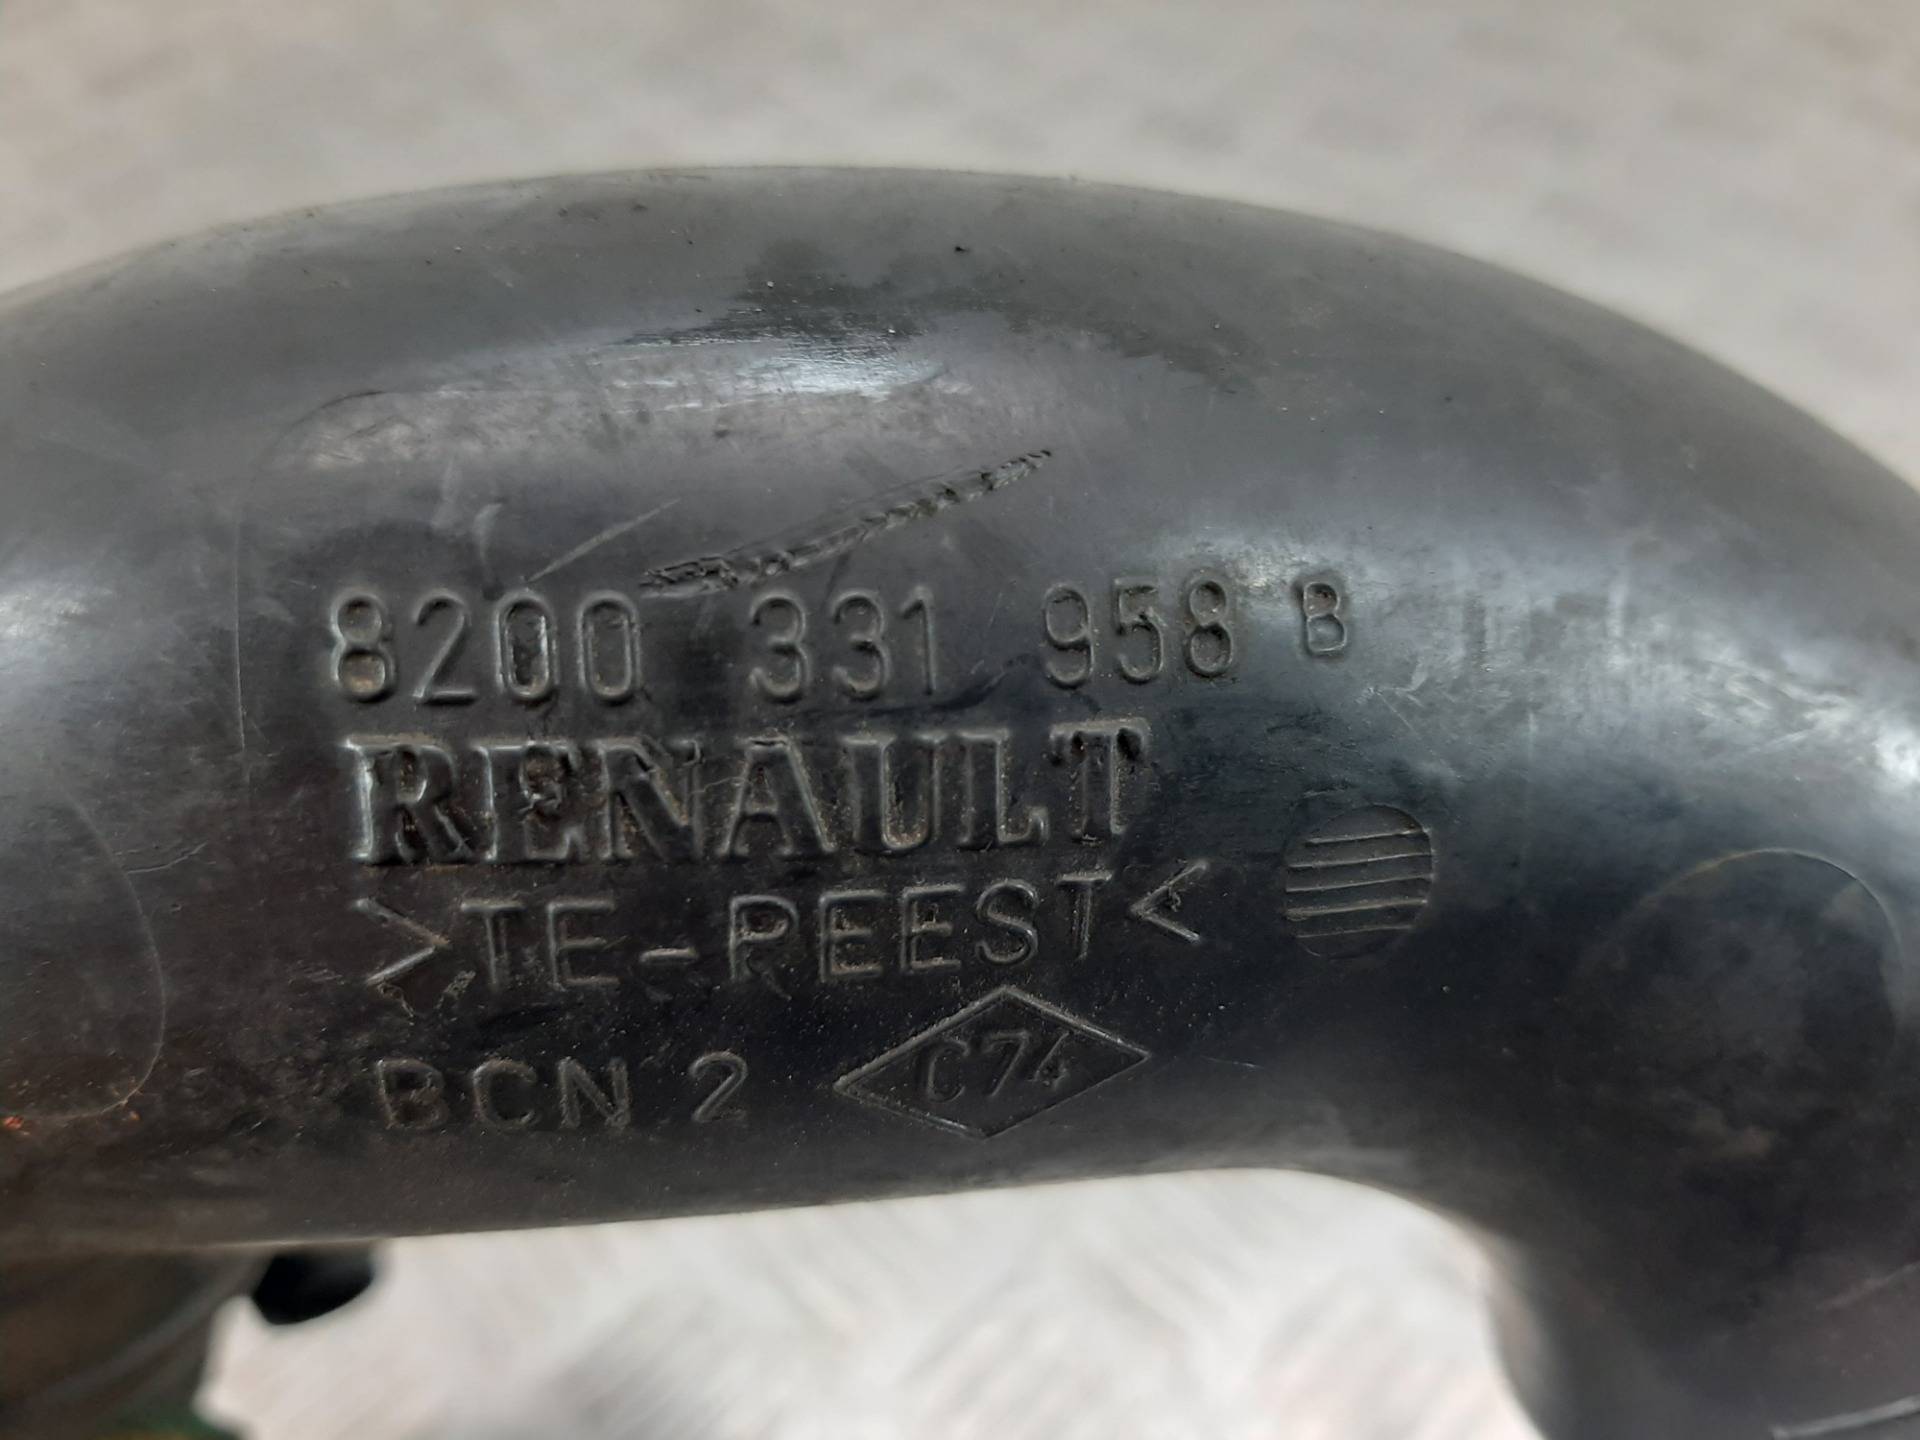 8200 331 958 B
RENAULT
>TE-PEEST<
BCN 2 C74